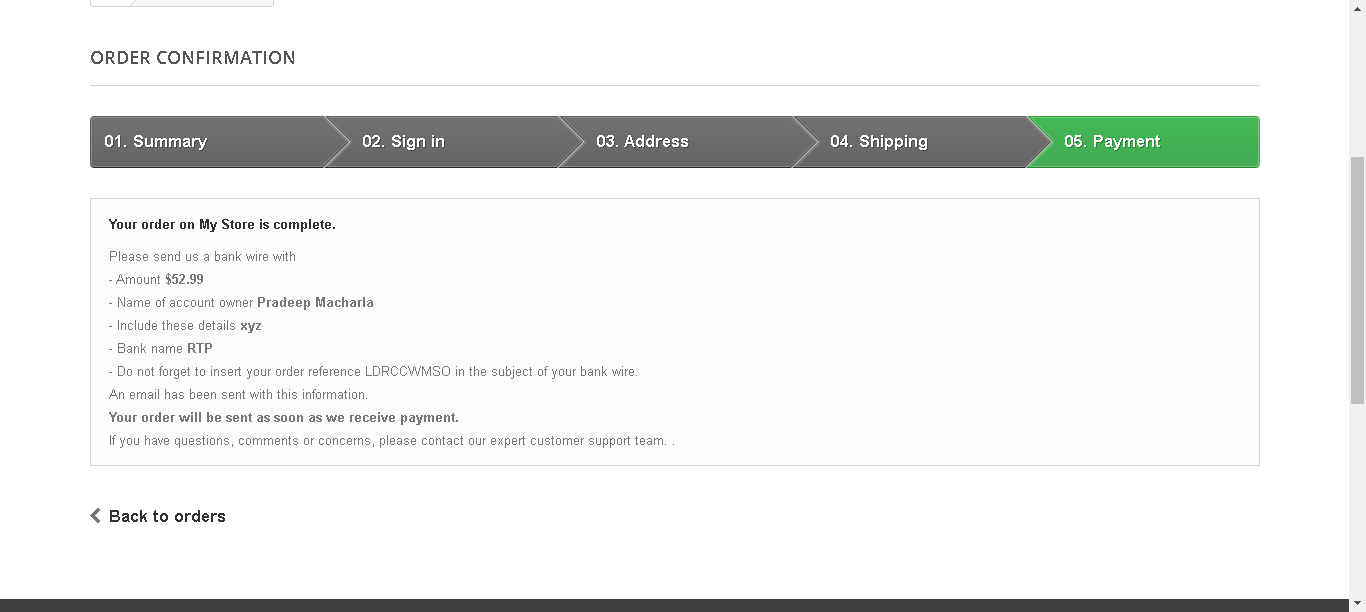 ORDER CONFIRMATION
01. Summary
02. Sign in
03. Address
04. Shipping
05. Payment
Your order on My Store is complete.
Please send us a bank wire with
- Amount $52.99
- Name of account owner Pradeep Macharla
- Include these details xyz
- Bank name RTP
- Do not forget to insert your order reference LDRCCWMSO in the subject of your bank wire.
An email has been sent with this information.
Your order will be sent as soon as we receive payment.
If you have questions, comments or concerns, please contact our expert customer support team. .
Back to orders